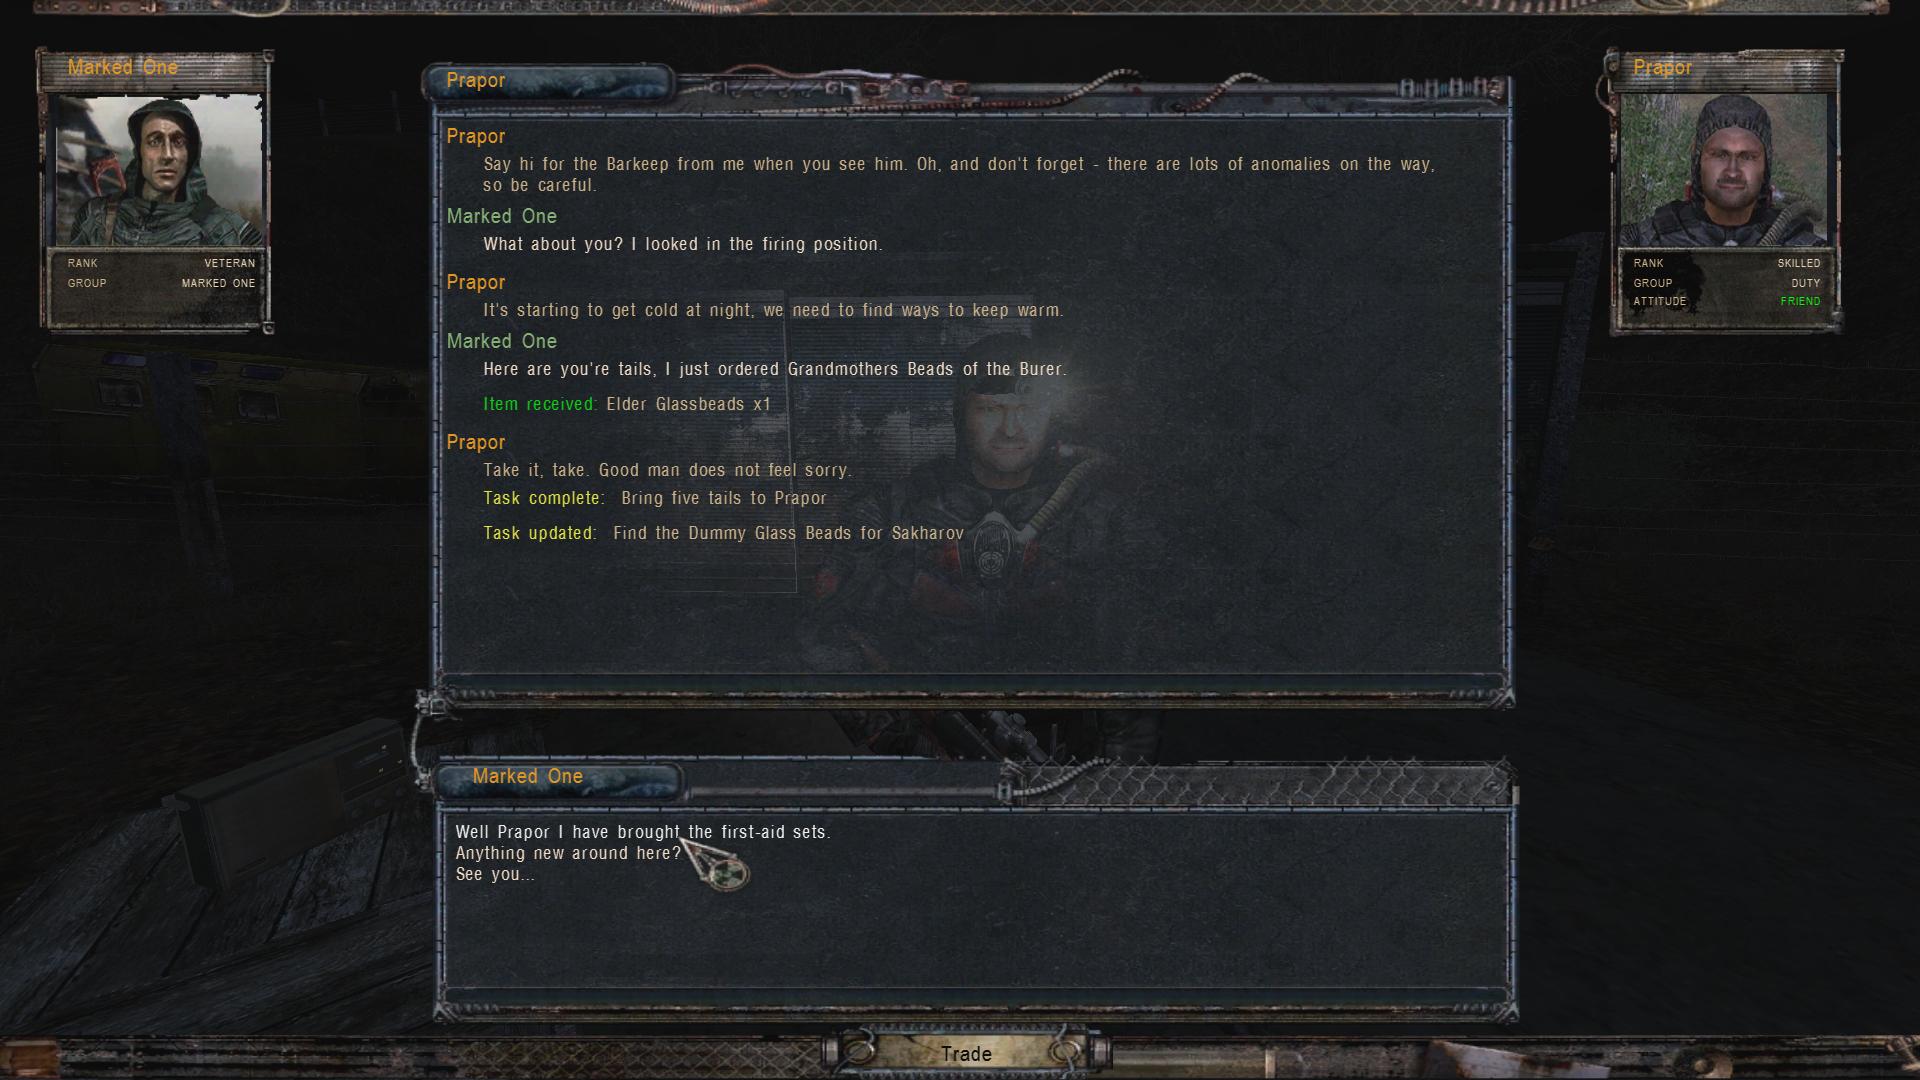 Marked One
RANK VETERAN
GROUP MARKED ONE
Prapor
Prapor
Say hi for the Barkeep from me when you see him. Oh, and don't forget - there are lots of anomalies on the way,
so be careful.
Marked One
What about you? I looked in the firing position.
Prapor
It's starting to get cold at night, we need to find ways to keep warm.
Marked One
Here are you're tails, I just ordered Grandmothers Beads of the Burer.
Item received: Elder Glassbeads x1
Prapor
Take it, take. Good man does not feel sorry.
Task complete: Bring five tails to Prapor
Task updated: Find the Dummy Glass Beads for Sakharov
Prapor
RANK SKILLED
GROUP DUTY
ATTITUDE FRIEND
Marked One
Well Prapor I have brought the first-aid sets.
Anything new around here?
See you...
Trade